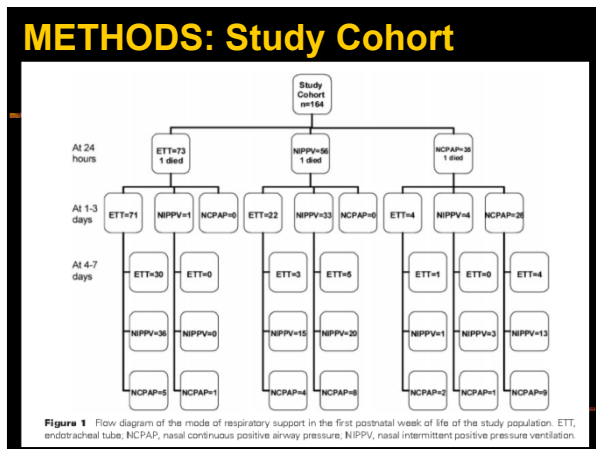 METHODS: Study Cohort
Study
Cohort
n=164
At 24
hours
ETT=73
1 died
NIPPV=56
1 died
NCPAP=35
1 died
At 1-3
days
ETT=71
NIPPV=1
NCPAP=0
ETT=22
NIPPV=33
NCPAP=0
ETT=4
NIPPV=4
NCPAP=26
At 4-7
days
ETT=30
ETT=0
ETT=3
ETT=5
ETT=1
ETT=0
ETT=4
NIPPV=36
NIPPV=0
NIPPV=15
NIPPV=20
NIPPV=1
NIPPV=3
NIPPV=13
NCPAP=5
NCPAP=1
NCPAP=4
NCPAP=8
NCPAP=2
NCPAP=1
NCPAP=9
Figure 1 Flow diagram of the mode of respiratory support in the first postnatal week of life of the study population. ETT,
endotracheal tube; NCPAP, nasal continuous positive airway pressure; NIPPV, nasal intermittent positive pressure ventilation.